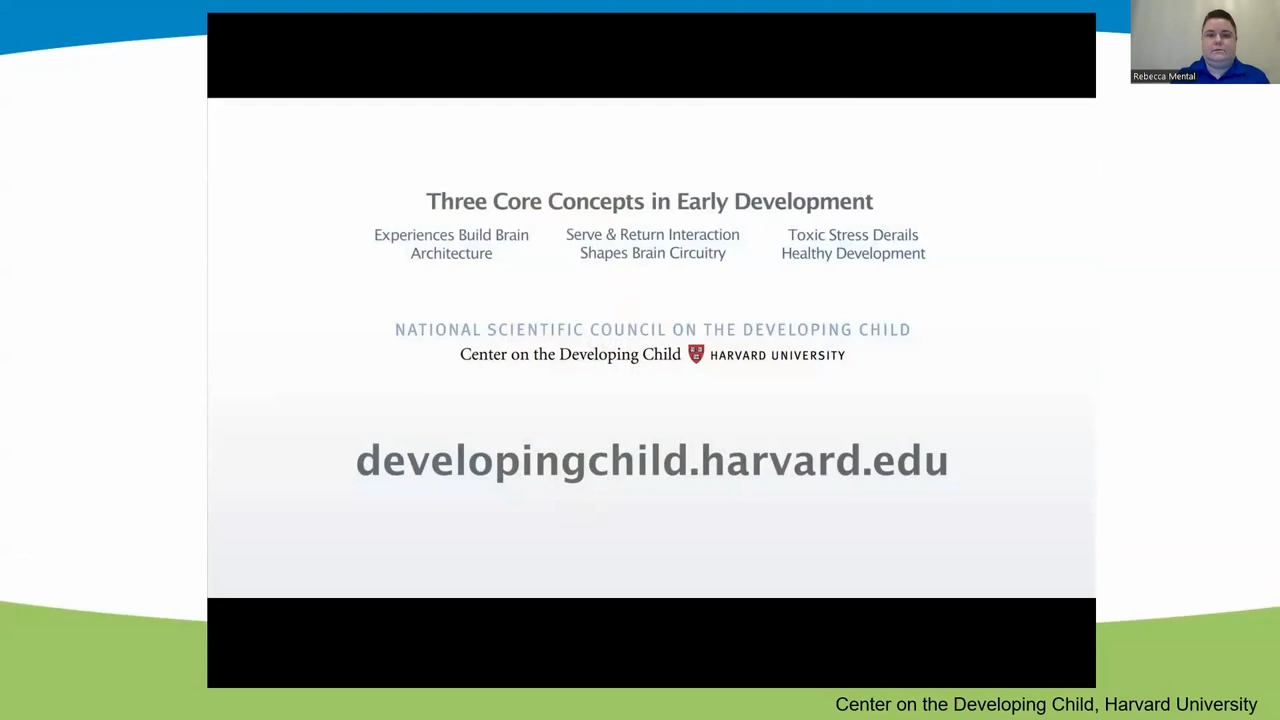 Rebecca Mental
Three Core Concepts in Early Development
Experiences Build Brain
Architecture
Serve & Return Interaction
Shapes Brain Circuitry
Toxic Stress Derails
Healthy Development
NATIONAL SCIENTIFIC COUNCIL ON THE DEVELOPING CHILD
Center on the Developing Child HARVARD UNIVERSITY
developingchild.harvard.edu
Center on the Developing Child, Harvard University